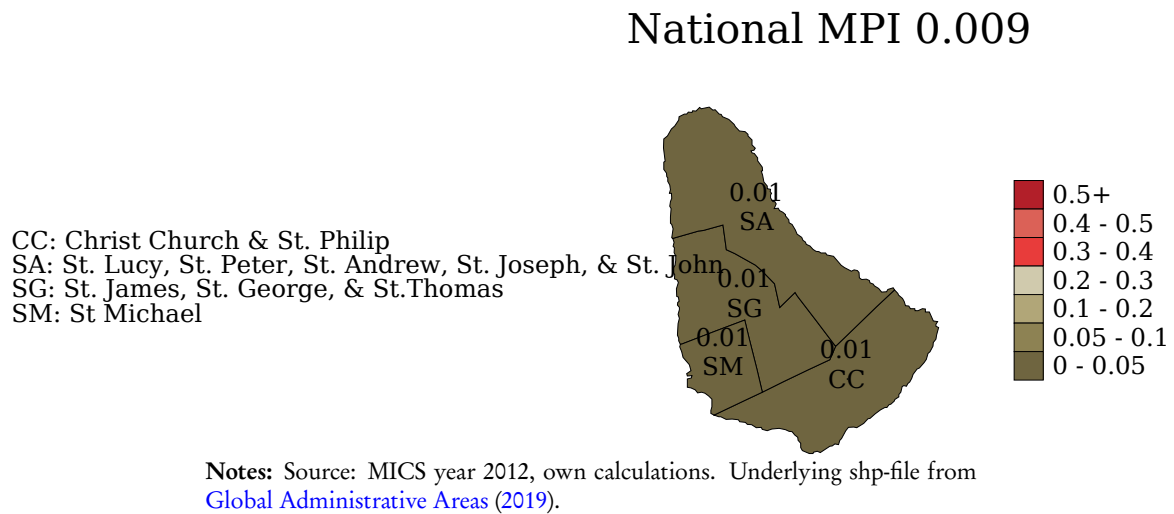 National MPI 0.009
CC: Christ Church & St. Philip
SA: St. Lucy, St. Peter, St. Andrew, St. Joseph, & St. John
SG: St. James, St. George, & St.Thomas
SM: St Michael
0.01
SA
0.01
SG
0.01
SM
0.01
CC
0.5+
0.4 - 0.5
0.3 - 0.4
0.2 - 0.3
0.1 - 0.2
0.05 - 0.1
0 - 0.05
Notes: Source: MICS year 2012, own calculations. Underlying shp-file from
Global Administrative Areas (2019).